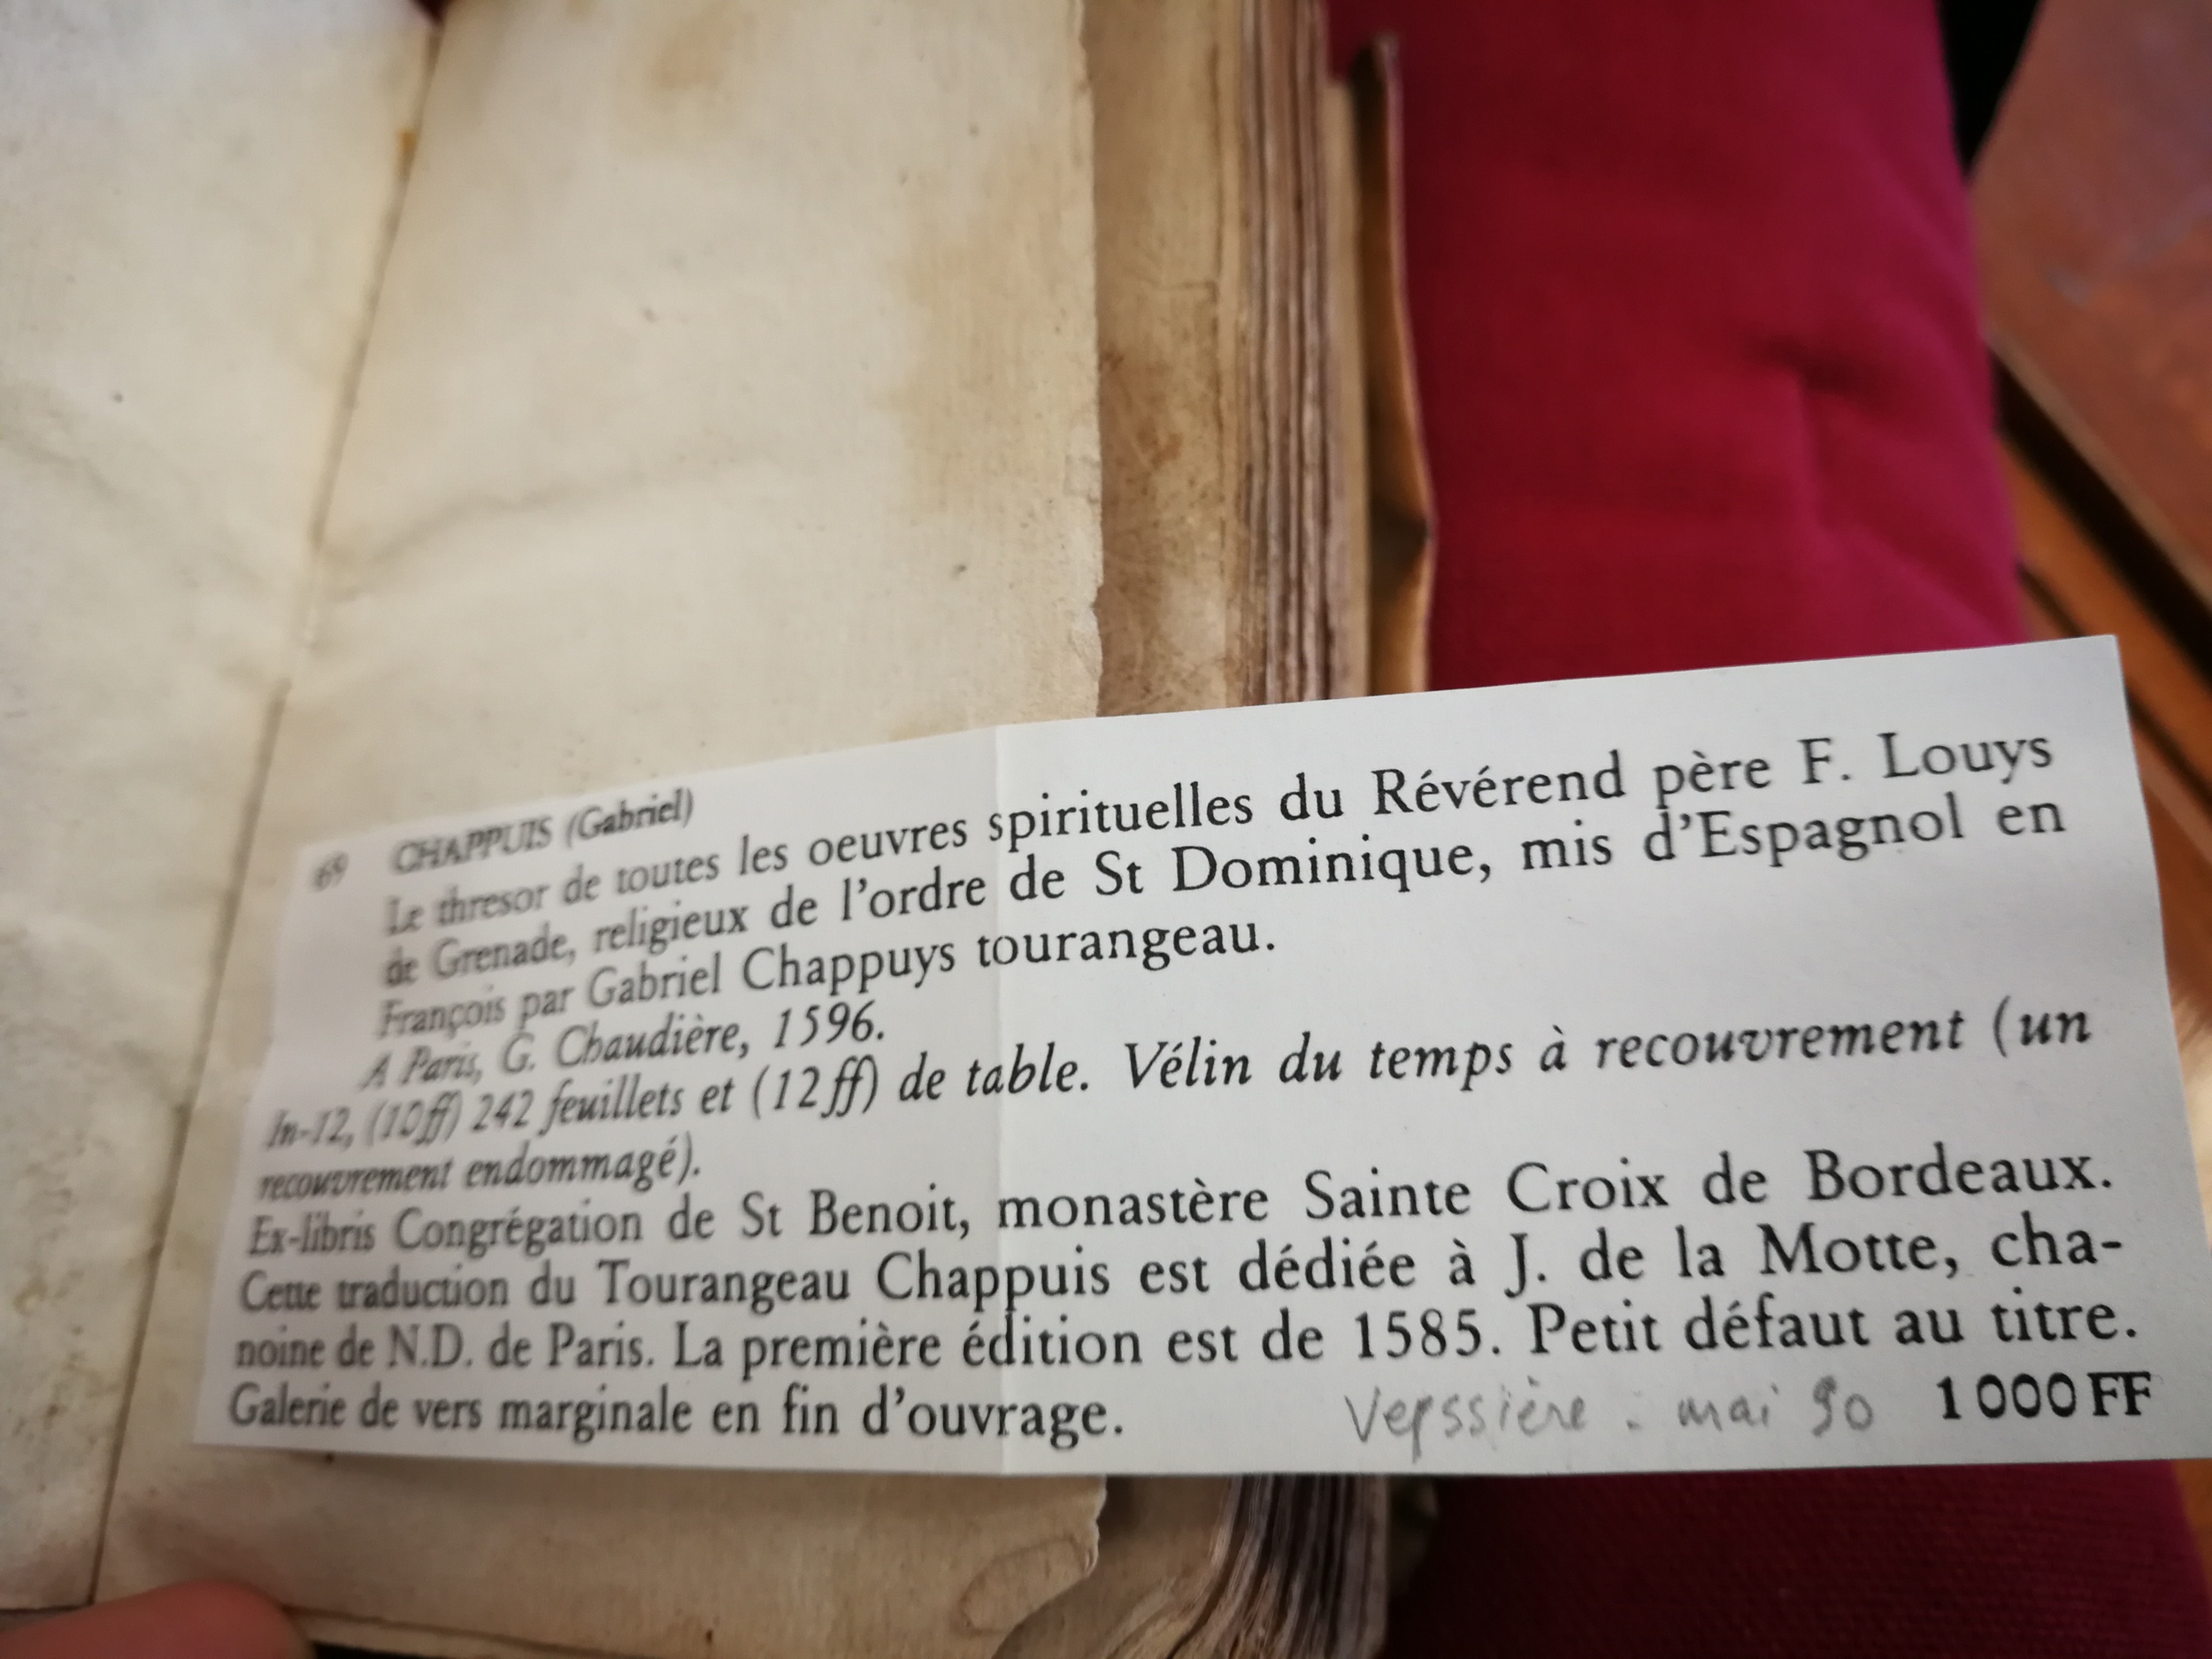 69 CHAPPUIS (Gabriel)
Le thresor de toutes les oeuvres spirituelles du Révérend père F. Louys
de Grenade, religieux de l'ordre de St Dominique, mis d'Espagnol en
François par Gabriel Chappuys tourangeau.
A Paris, G. Chaudière, 1596.
In-12, (10ff) 242 feuillets et (12ff) de table. Vélin du temps à recouvrement (un
recouvrement endommagé).
Ex-libris Congrégation de St Benoit, monastère Sainte Croix de Bordeaux.
Cette traduction du Tourangeau Chappuis est dédiée à J. de la Motte, cha-
noine de N.D. de Paris. La première édition est de 1585. Petit défaut au titre.
Galerie de vers marginale en fin d'ouvrage. Veyssière : mai 90 1000 FF